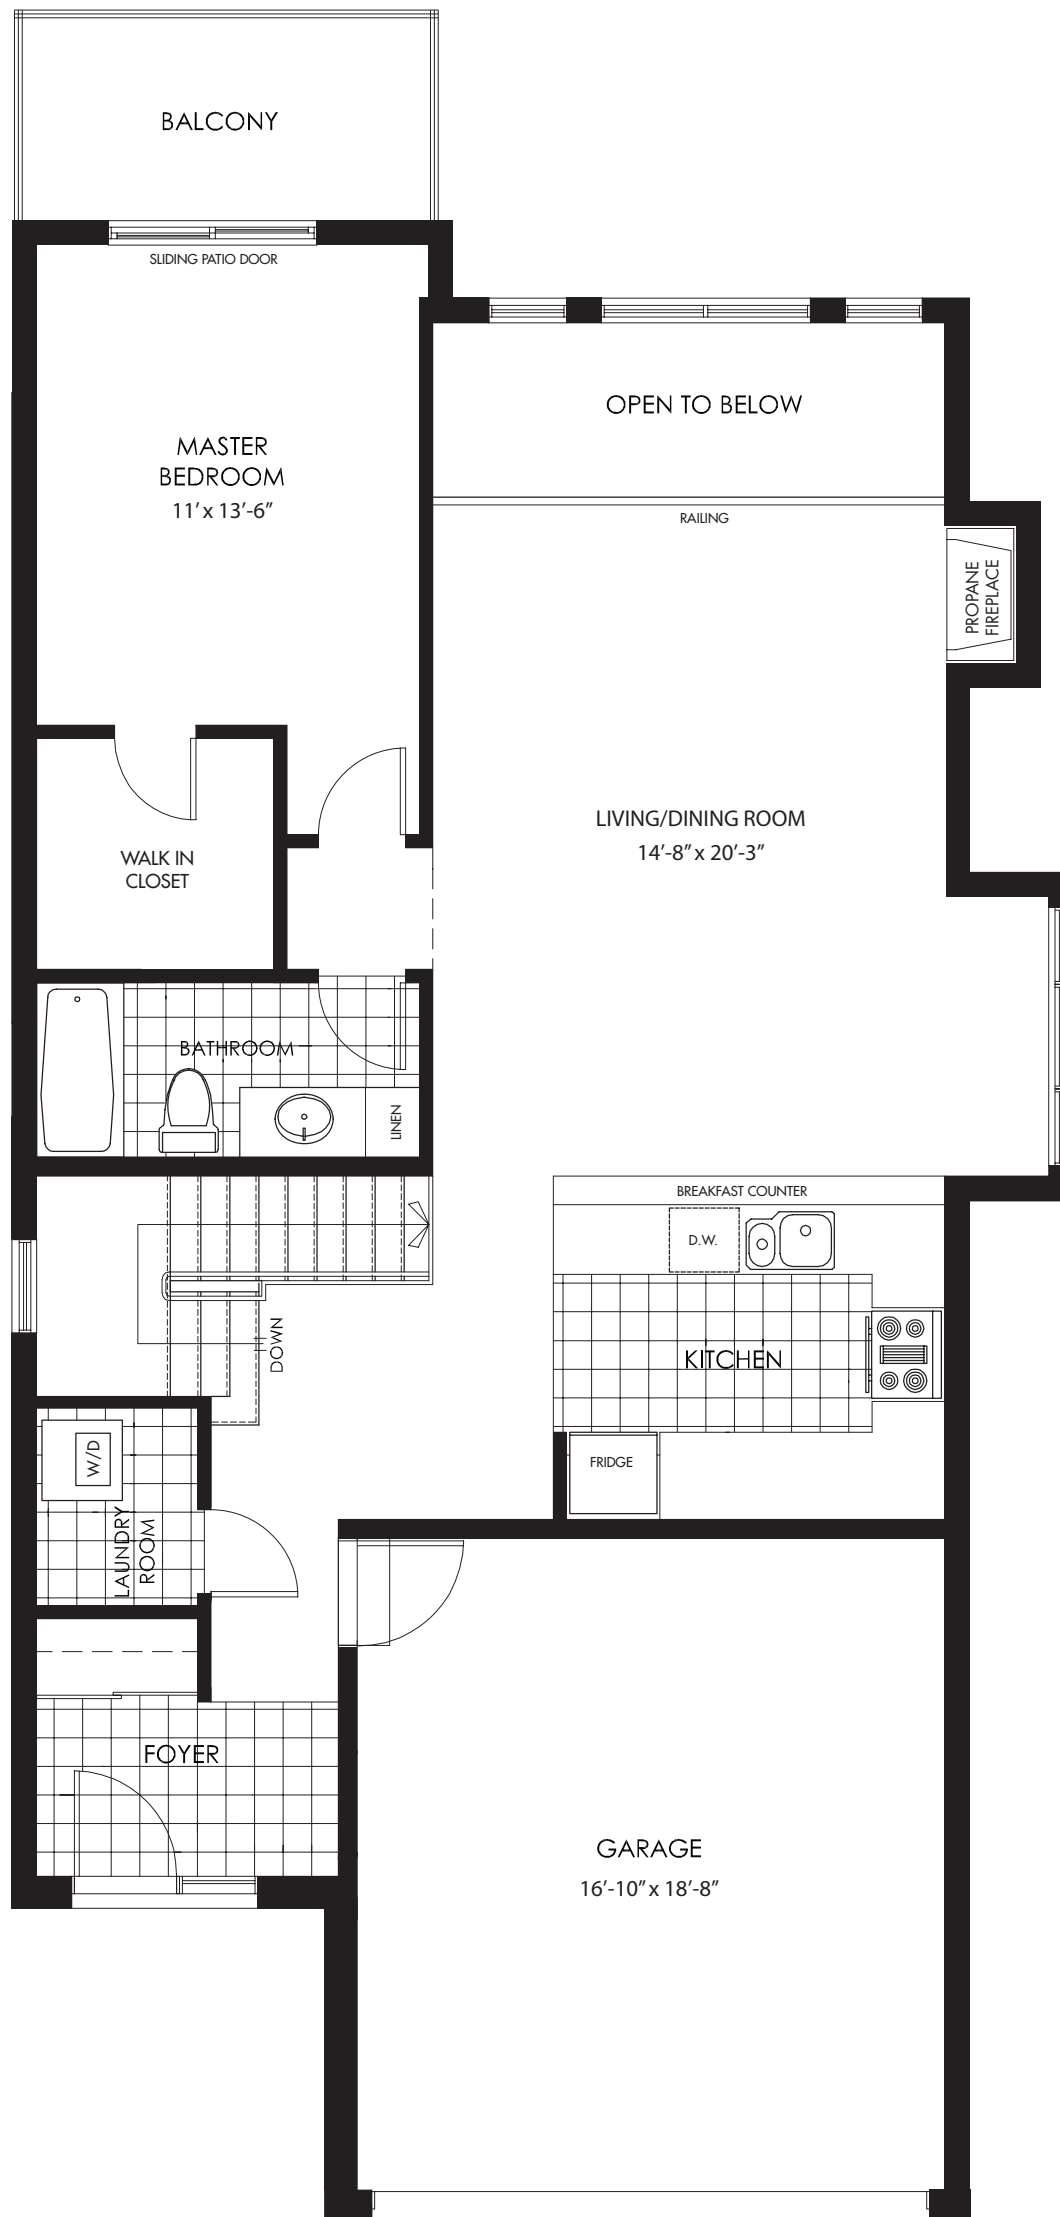 BALCONY
SLIDING PATIO DOOR
OPEN TO BELOW
MASTER
BEDROOM
11' x 13'-6"
RAILING
PROPANE
FIREPLACE
LIVING/DINING ROOM
14'-8" x 20'-3"
WALK IN
CLOSET
BATHROOM
LINEN
BREAKFAST COUNTER
D.W.
DOWN
KITCHEN
W/D
FRIDGE
LAUNDRY
ROOM
FOYER
GARAGE
16'-10" x 18'-8"